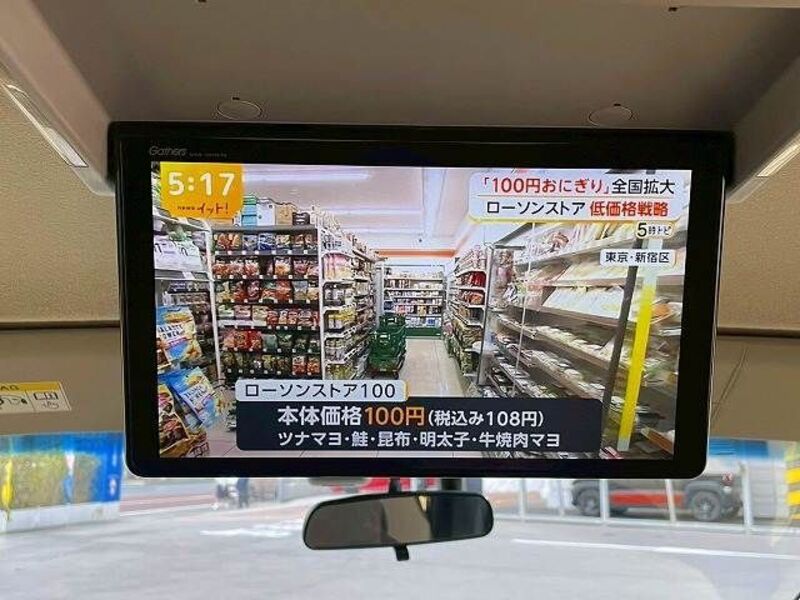 Gathers
5:17
「100円おにぎり」全国拡大
イット!
ローソンストア 低価格戦略
5時トピ
東京・新宿区
ローソンストア100
本体価格100円(税込み108円)
ツナマヨ・鮭・昆布・明太子・牛焼肉マヨ